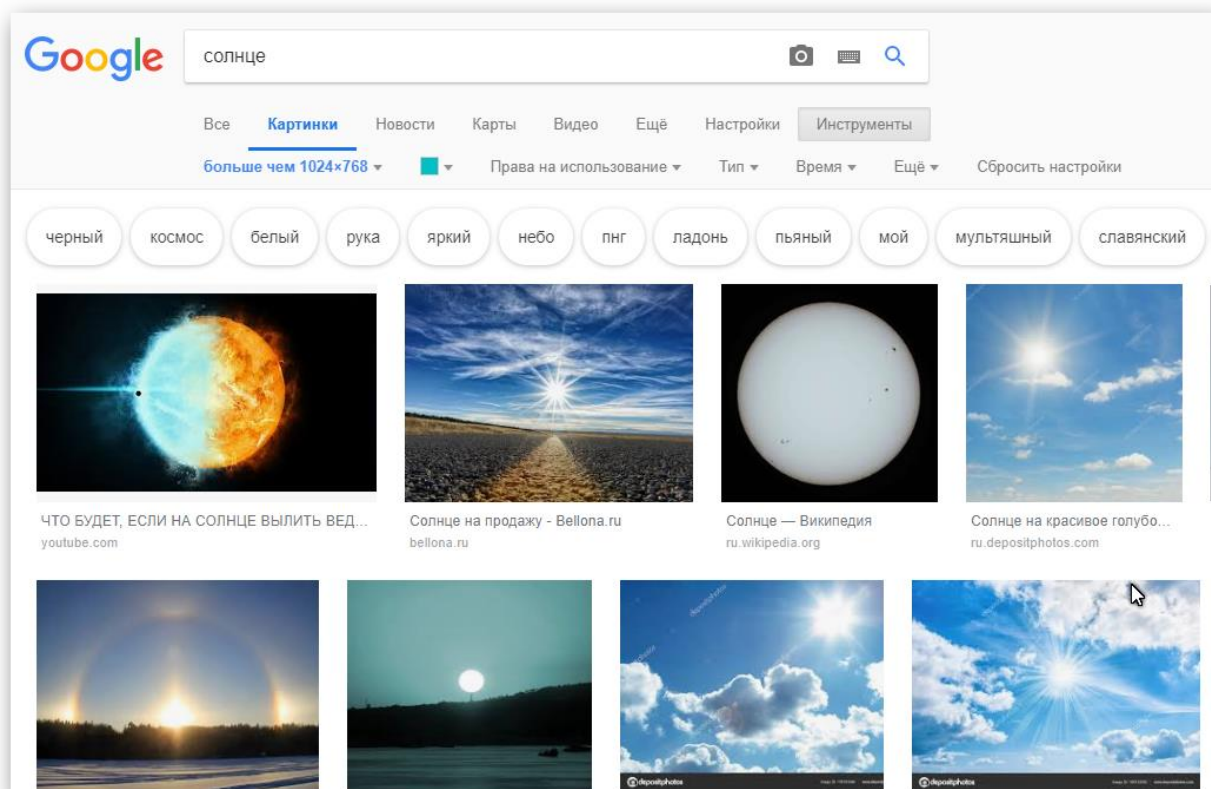 Google
солнце
Все Картинки Новости Карты Видео Ещё Настройки Инструменты
больше чем 1024×768 Права на использование Тип Время Ещё Сбросить настройки
черный космос белый рука яркий небо пнг ладонь пьяный мой мультяшный славянский
ЧТО БУДЕТ, ЕСЛИ НА СОЛНЦЕ ВЫЛИТЬ ВЕД... Солнце на продажу - Bellona.ru Солнце — Википедия Солнце на красивое голубо...
youtube.com bellona.ru ru.wikipedia.org ru.depositphotos.com
depositphotos
depositphotos depositphotos